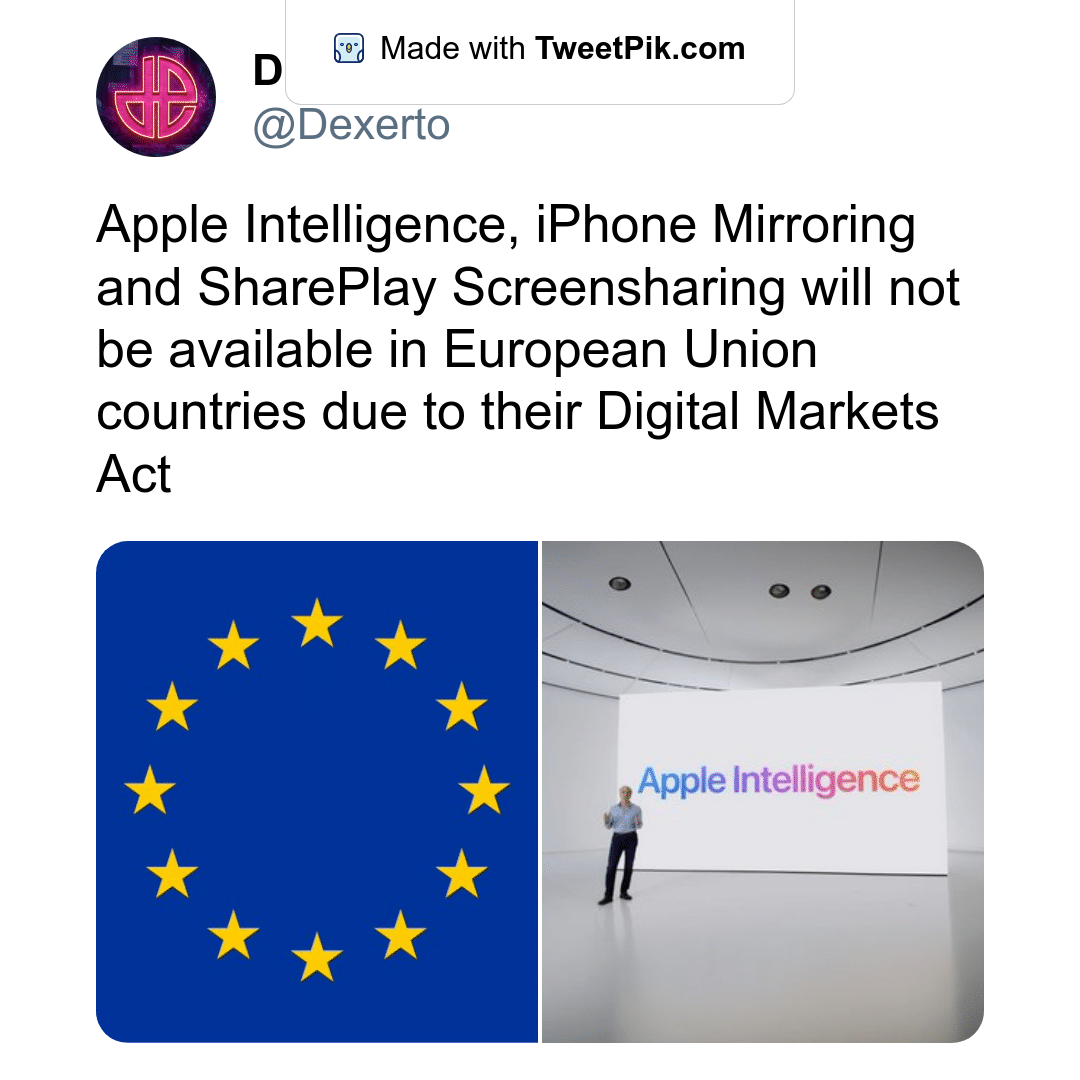 Made with TweetPik.com
D
@Dexerto
Apple Intelligence, iPhone Mirroring
and SharePlay Screensharing will not
be available in European Union
countries due to their Digital Markets
Act
Apple Intelligence